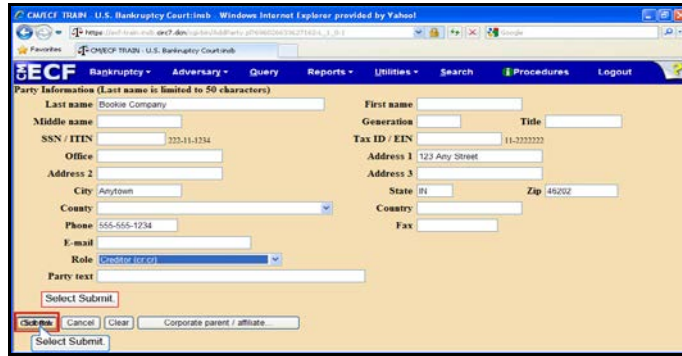 CM/ECF TRAIN - U.S. Bankruptcy Court:insb - Windows Internet Explorer provided by Yahoo!
Google
Favorites CM/ECF TRAIN - U.S. Bankruptcy Court:insb
ECF Bankruptcy Adversary Query Reports Utilities Search Procedures Logout ?
Party Information (Last name is limited to 50 characters)
Last name Bookie Company First name
Middle name Generation Title
SSN / ITIN 222-11-1234 Tax ID / EIN 11-2222222
Office Address 1 123 Any Street
Address 2 Address 3
City Anytown State IN Zip 46202
County Country
Phone 555-555-1234 Fax
E-mail
Role Creditor (cr:cr)
Party text
Select Submit.
Cancel Clear Corporate parent / affiliate...
Select Submit.